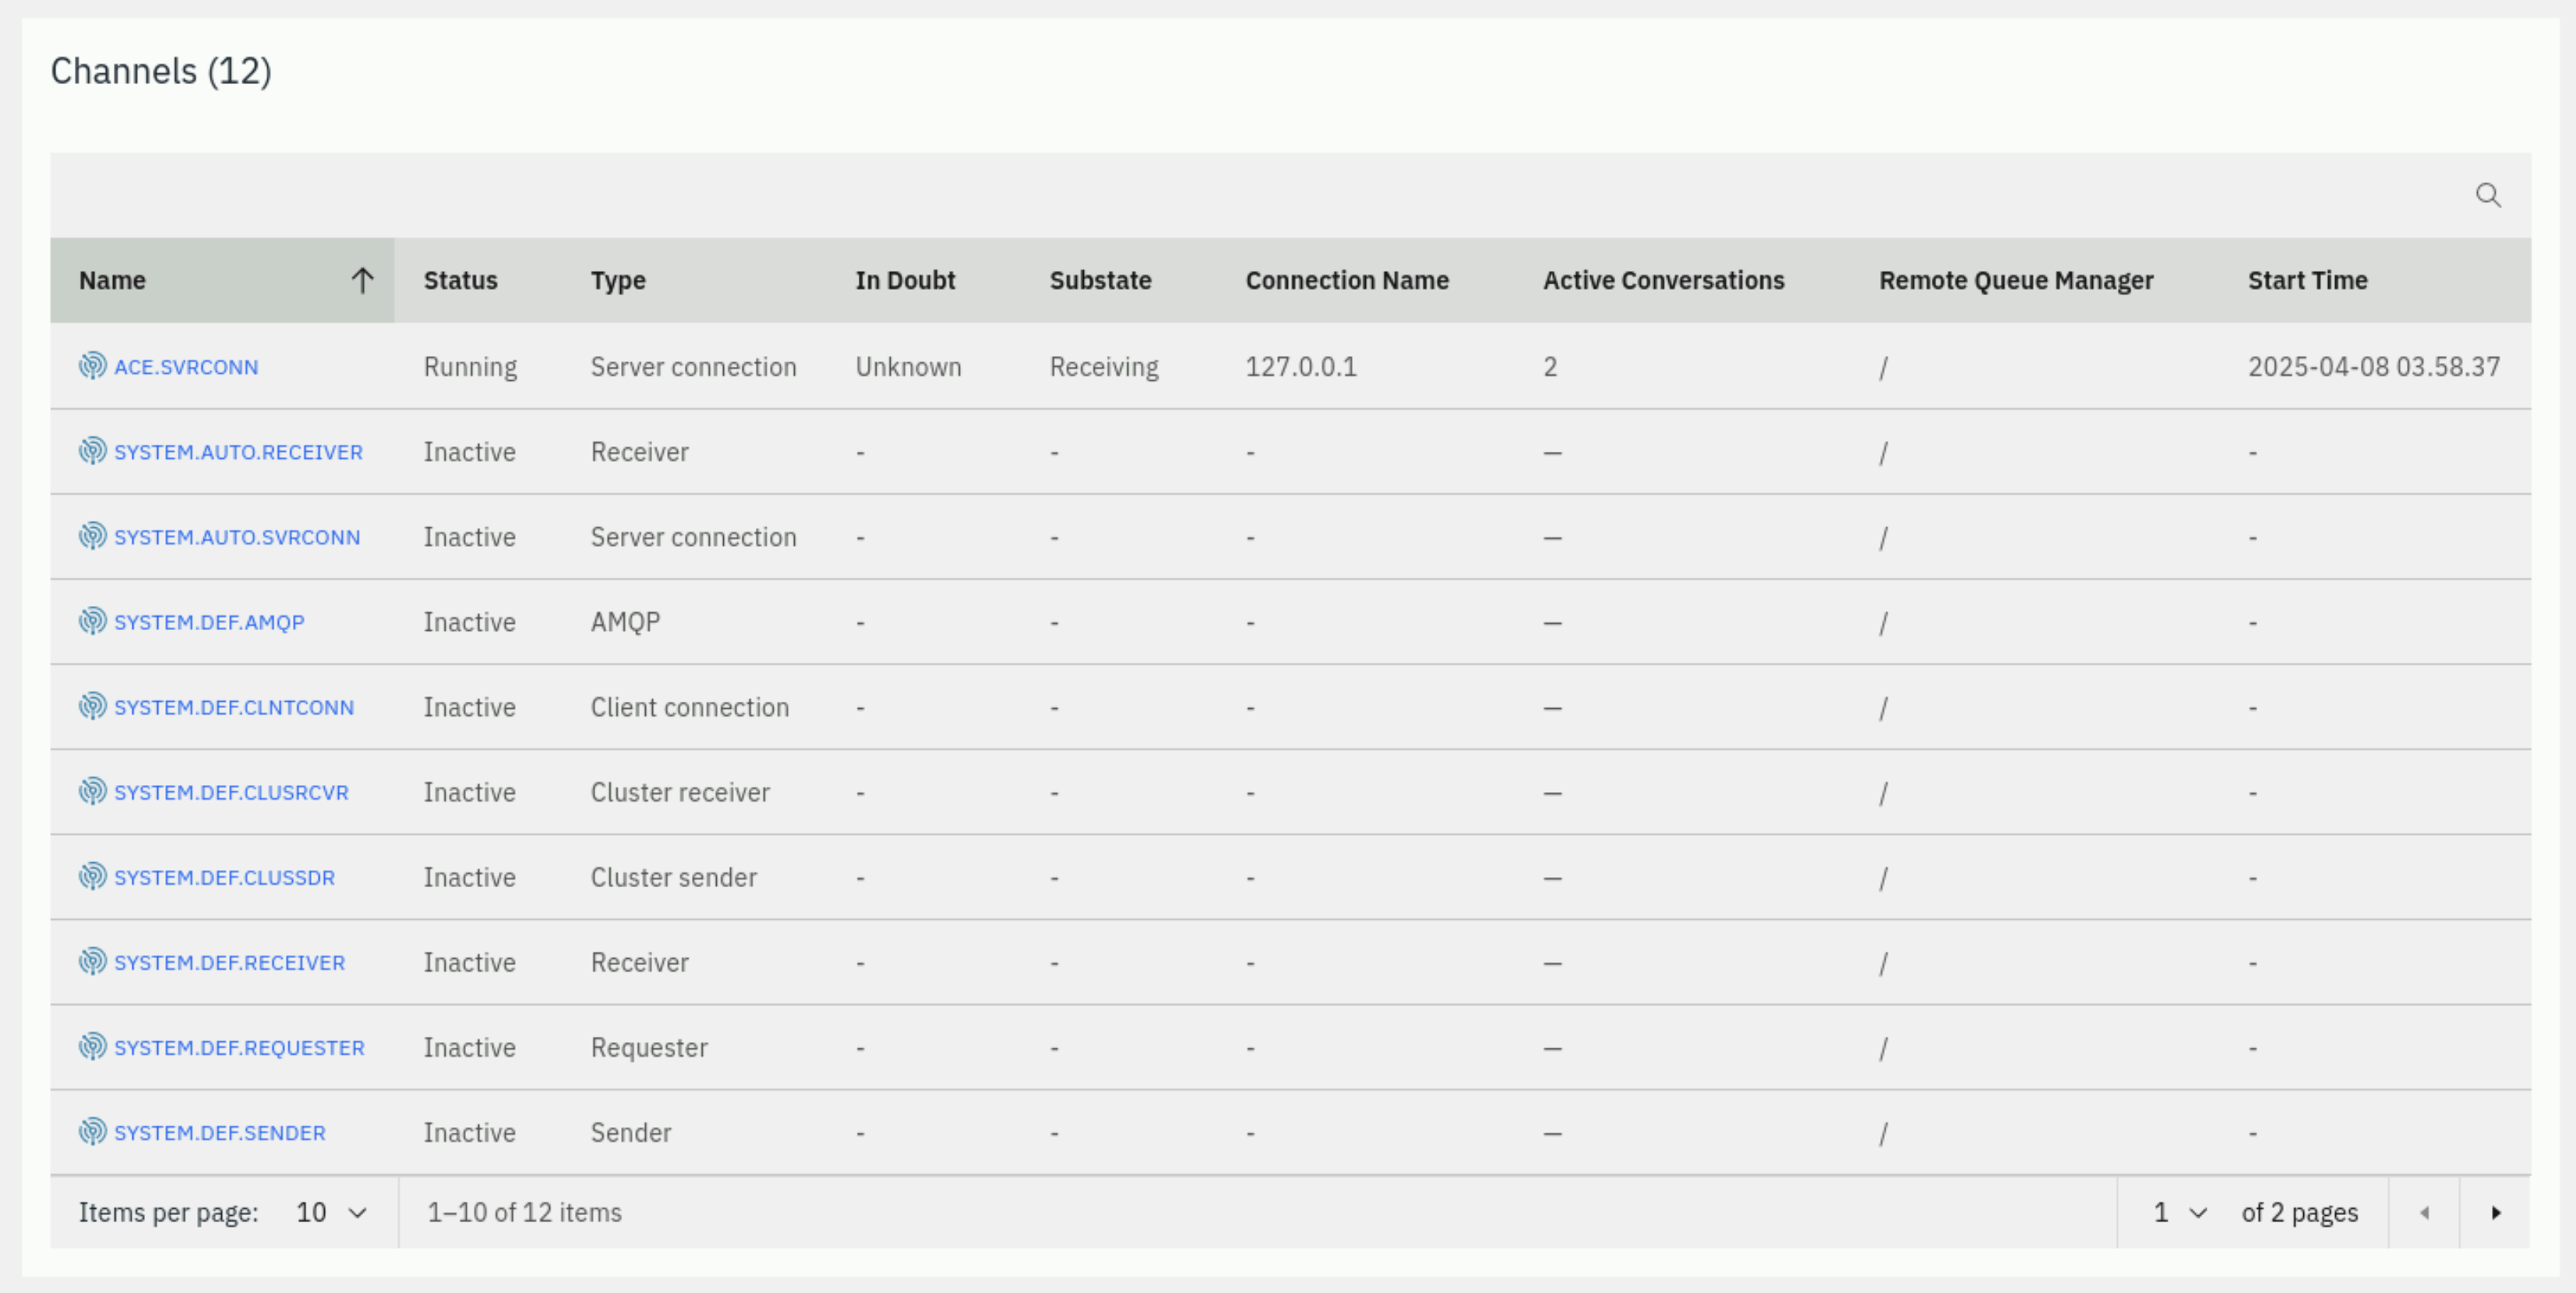 Channels (12)
Name Status Type In Doubt Substate Connection Name Active Conversations Remote Queue Manager Start Time
ACE.SVRCONN Running Server connection Unknown Receiving 127.0.0.1 2 / 2025-04-08 03.58.37
SYSTEM.AUTO.RECEIVER Inactive Receiver - - - — / -
SYSTEM.AUTO.SVRCONN Inactive Server connection - - - — / -
SYSTEM.DEF.AMQP Inactive AMQP - - - — / -
SYSTEM.DEF.CLNTCONN Inactive Client connection - - - — / -
SYSTEM.DEF.CLUSRCVR Inactive Cluster receiver - - - — / -
SYSTEM.DEF.CLUSSDR Inactive Cluster sender - - - — / -
SYSTEM.DEF.RECEIVER Inactive Receiver - - - — / -
SYSTEM.DEF.REQUESTER Inactive Requester - - - — / -
SYSTEM.DEF.SENDER Inactive Sender - - - — / -
Items per page: 10 1–10 of 12 items 1 of 2 pages